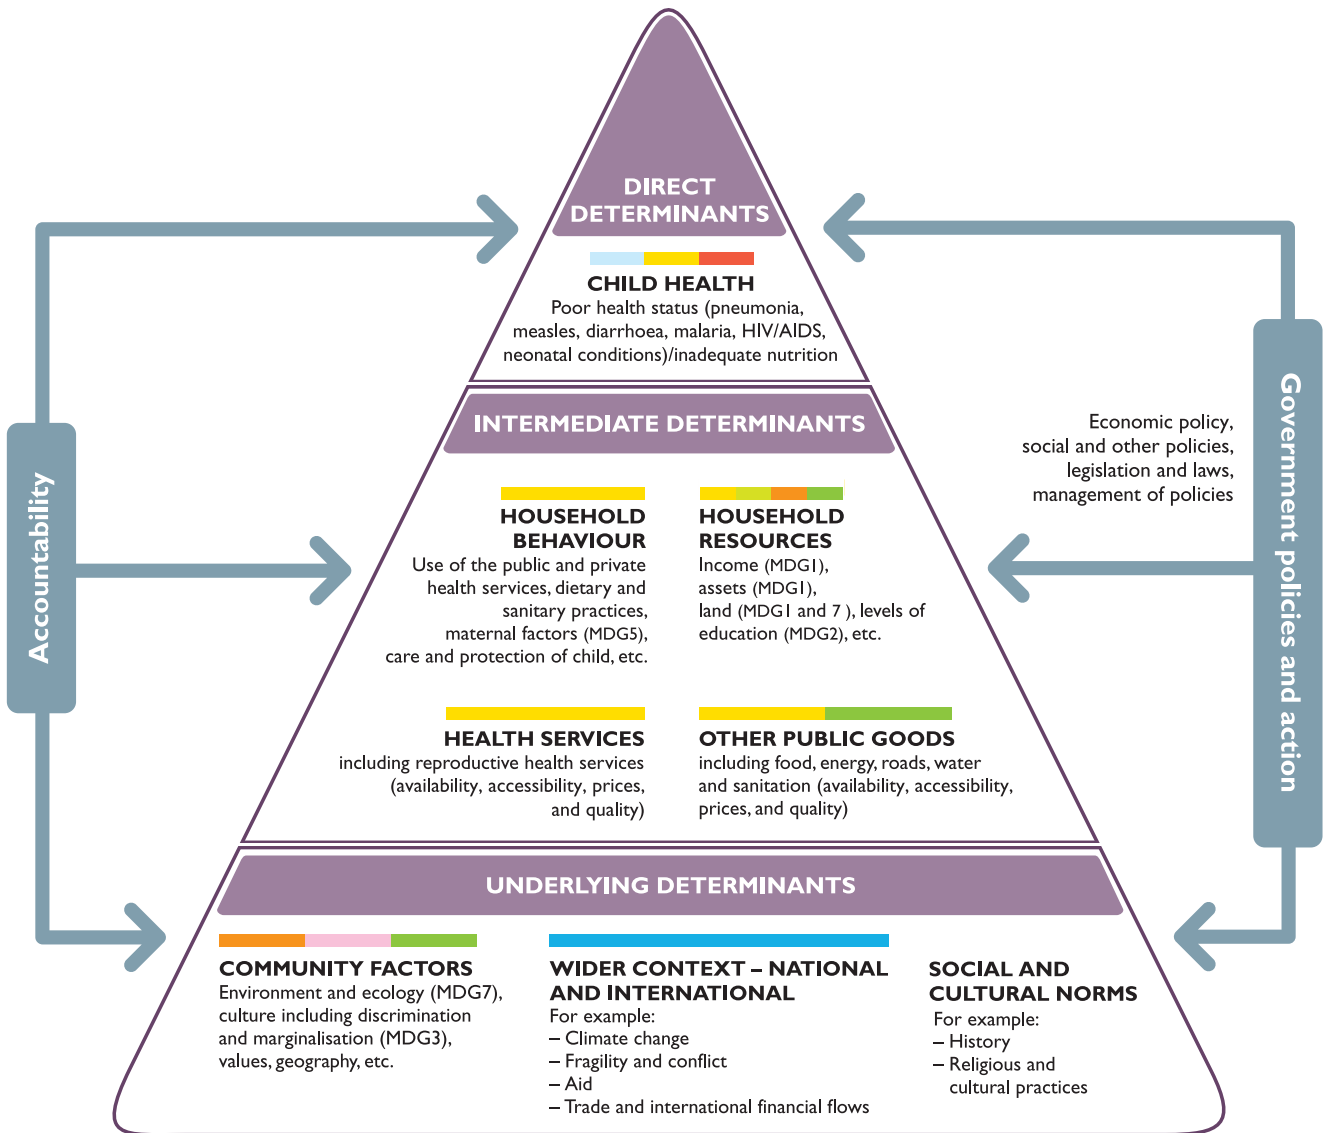 DIRECT
DETERMINANTS
CHILD HEALTH
Poor health status (pneumonia,
measles, diarrhoea, malaria, HIV/AIDS,
neonatal conditions)/inadequate nutrition
INTERMEDIATE DETERMINANTS
HOUSEHOLD
BEHAVIOUR
Use of the public and private
health services, dietary and
sanitary practices,
maternal factors (MDG5),
care and protection of child, etc.
HOUSEHOLD
RESOURCES
Income (MDG1),
assets (MDG1),
land (MDG1 and 7 ), levels of
education (MDG2), etc.
HEALTH SERVICES
including reproductive health services
(availability, accessibility, prices,
and quality)
OTHER PUBLIC GOODS
including food, energy, roads, water
and sanitation (availability, accessibility,
prices, and quality)
UNDERLYING DETERMINANTS
COMMUNITY FACTORS
Environment and ecology (MDG7),
culture including discrimination
and marginalisation (MDG3),
values, geography, etc.
WIDER CONTEXT – NATIONAL
AND INTERNATIONAL
For example:
– Climate change
– Fragility and conflict
– Aid
– Trade and international financial flows
SOCIAL AND
CULTURAL NORMS
For example:
– History
– Religious and
cultural practices
Accountability
Economic policy,
social and other policies,
legislation and laws,
management of policies
Government policies and action